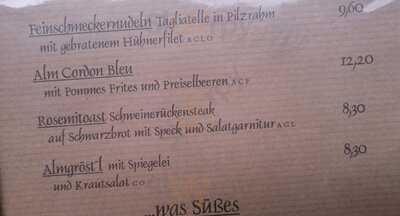 Feinschmeckernudeln Tagliatelle in Pilzrahm 9,60
mit gebratenem Hühnerfilet A C L O
Alm Cordon Bleu 12,20
mit Pommes Frites und Preiselbeeren A C F
Rosemitoast Schweinerückensteak 8,30
auf Schwarzbrot mit Speck und Salatgarnitur A G L
Almgröst'l mit Spiegelei 8,30
und Krautsalat C O
...was Süßes